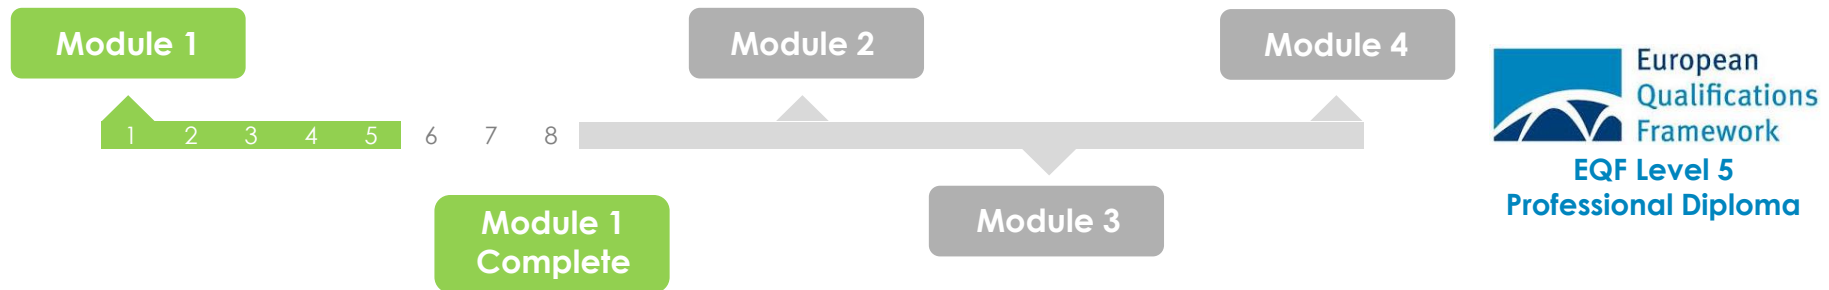 Module 1
Module 2
Module 4
1 2 3 4 5 6 7 8
Module 1
Complete
Module 3
European
Qualifications
Framework
EQF Level 5
Professional Diploma